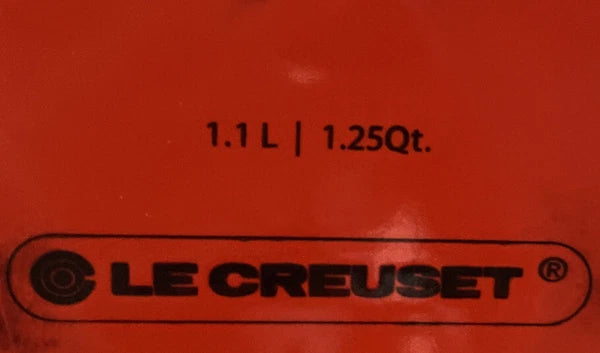 1.1 L | 1.25Qt.
LE CREUSET ®